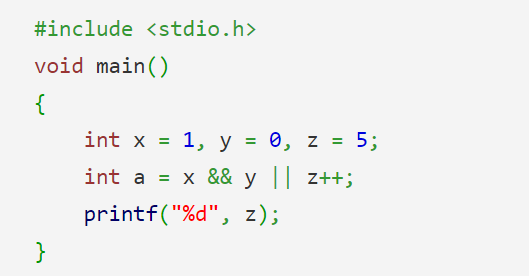 #include <stdio.h>
void main()
{
    int x = 1, y = 0, z = 5;
    int a = x && y || z++;
    printf("%d", z);
}